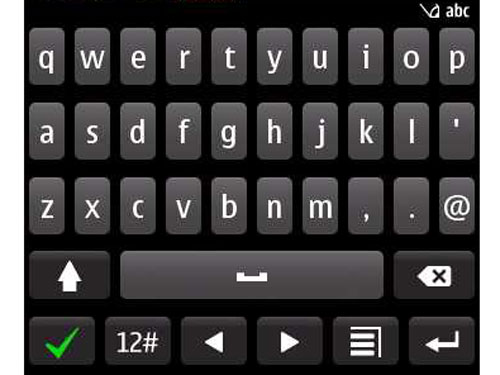 abc
q w e r t y u i o p
a s d f g h j k l '
z x c v b n m , . @
12#